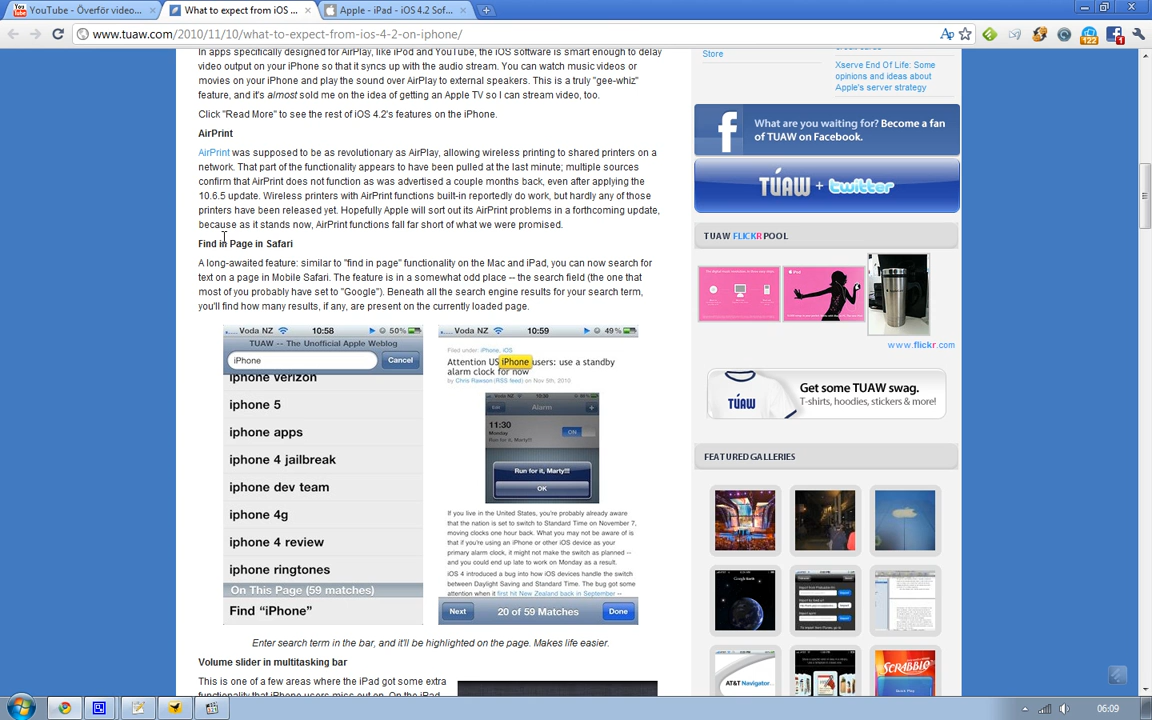 YouTube - Överför video...
What to expect from iOS ...
Apple - iPad - iOS 4.2 Sof...
www.tuaw.com/2010/11/10/what-to-expect-from-ios-4-2-on-iphone/
122
1
In apps specifically designed for AirPlay, like iPod and YouTube, the iOS software is smart enough to delay
video output on your iPhone so that it syncs up with the audio stream. You can watch music videos or
movies on your iPhone and play the sound over AirPlay to external speakers. This is a truly "gee-whiz"
feature, and it's almost sold me on the idea of getting an Apple TV so I can stream video, too.
Click "Read More" to see the rest of iOS 4.2's features on the iPhone.
AirPrint
AirPrint was supposed to be as revolutionary as AirPlay, allowing wireless printing to shared printers on a
network. That part of the functionality appears to have been pulled at the last minute; multiple sources
confirm that AirPrint does not function as was advertised a couple months back, even after applying the
10.6.5 update. Wireless printers with AirPrint functions built-in reportedly do work, but hardly any of those
printers have been released yet. Hopefully Apple will sort out its AirPrint problems in a forthcoming update,
because as it stands now, AirPrint functions fall far short of what we were promised.
Find in Page in Safari
A long-awaited feature: similar to "find in page" functionality on the Mac and iPad, you can now search for
text on a page in Mobile Safari. The feature is in a somewhat odd place -- the search field (the one that
most of you probably have set to "Google"). Beneath all the search engine results for your search term,
you'll find how many results, if any, are present on the currently loaded page.
Voda NZ 10:58 50%
TUAW -- The Unofficial Apple Weblog
iPhone Cancel
iphone verizon
iphone 5
iphone apps
iphone 4 jailbreak
iphone dev team
iphone 4g
iphone 4 review
iphone ringtones
On This Page (59 matches)
Find “iPhone”
Voda NZ 10:59 49%
Filed under: iPhone, iOS
Attention US iPhone users: use a standby
alarm clock for now
by Chris Rawson (RSS feed) on Nov 5th, 2010
Edit Alarm +
11:30
Monday
Run for it, Marty!!
ON
Run for it, Marty!!!
OK
If you live in the United States, you're probably already
aware that the nation is set to switch to Standard Time on November 7,
moving clocks one hour back. What you may not be aware of is
that if you're using an iPhone or other iOS device as your
primary alarm clock, it might not make the switch as planned --
and you could end up late to work on Monday as a result.
iOS 4 introduced a bug into how iOS devices handle the switch
between Daylight Saving and Standard Time. The bug got some
attention when it first hit New Zealand back in September --
Next 20 of 59 Matches Done
Enter search term in the bar, and it'll be highlighted on the page. Makes life easier.
Volume slider in multitasking bar
This is one of a few areas where the iPad got some extra
functionality that iPhone users miss out on. On the iPad,
Store
Xserve End Of Life: Some
opinions and ideas about
Apple's server strategy
What are you waiting for? Become a fan
of TUAW on Facebook.
TUAW + twitter
TUAW FLICKR POOL
www.flickr.com
TUAW
Get some TUAW swag.
T-shirts, hoodies, stickers & more!
FEATURED GALLERIES
Google Earth
AT&T Navigator
SCRABBLE
Quick Play
06:09